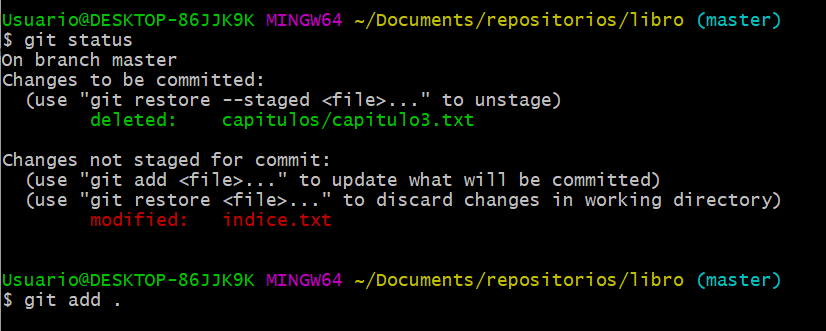 Usuario@DESKTOP-86JJK9K MINGW64 ~/Documents/repositorios/libro (master)
$ git status
On branch master
Changes to be committed:
  (use "git restore --staged <file>..." to unstage)
        deleted:    capitulos/capitulo3.txt

Changes not staged for commit:
  (use "git add <file>..." to update what will be committed)
  (use "git restore <file>..." to discard changes in working directory)
        modified:   indice.txt


Usuario@DESKTOP-86JJK9K MINGW64 ~/Documents/repositorios/libro (master)
$ git add .